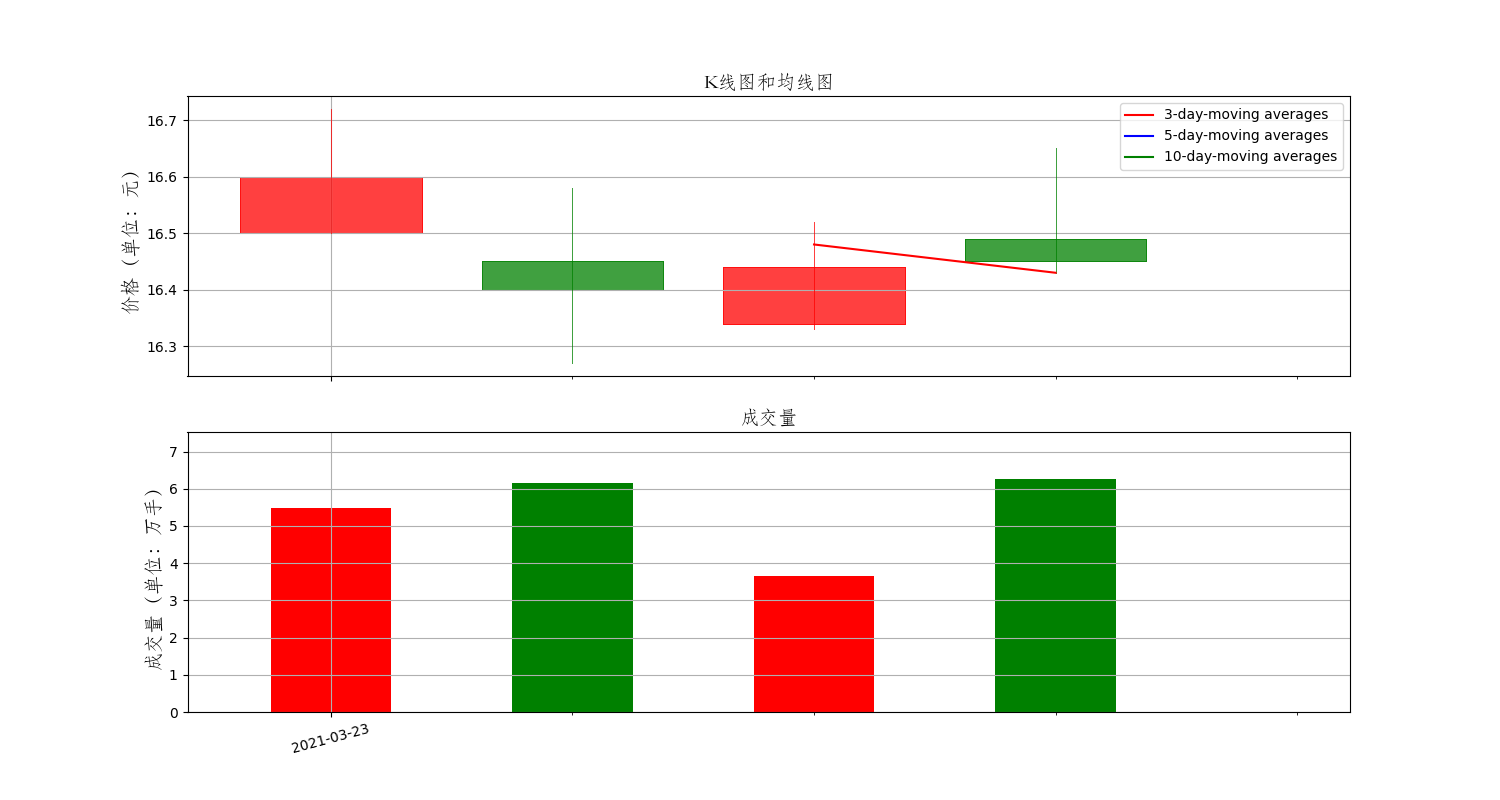 K线图和均线图
价格（单位：元）
16.7
16.6
16.5
16.4
16.3
3-day-moving averages
5-day-moving averages
10-day-moving averages
成交量
成交量（单位：万手）
7
6
5
4
3
2
1
0
2021-03-23